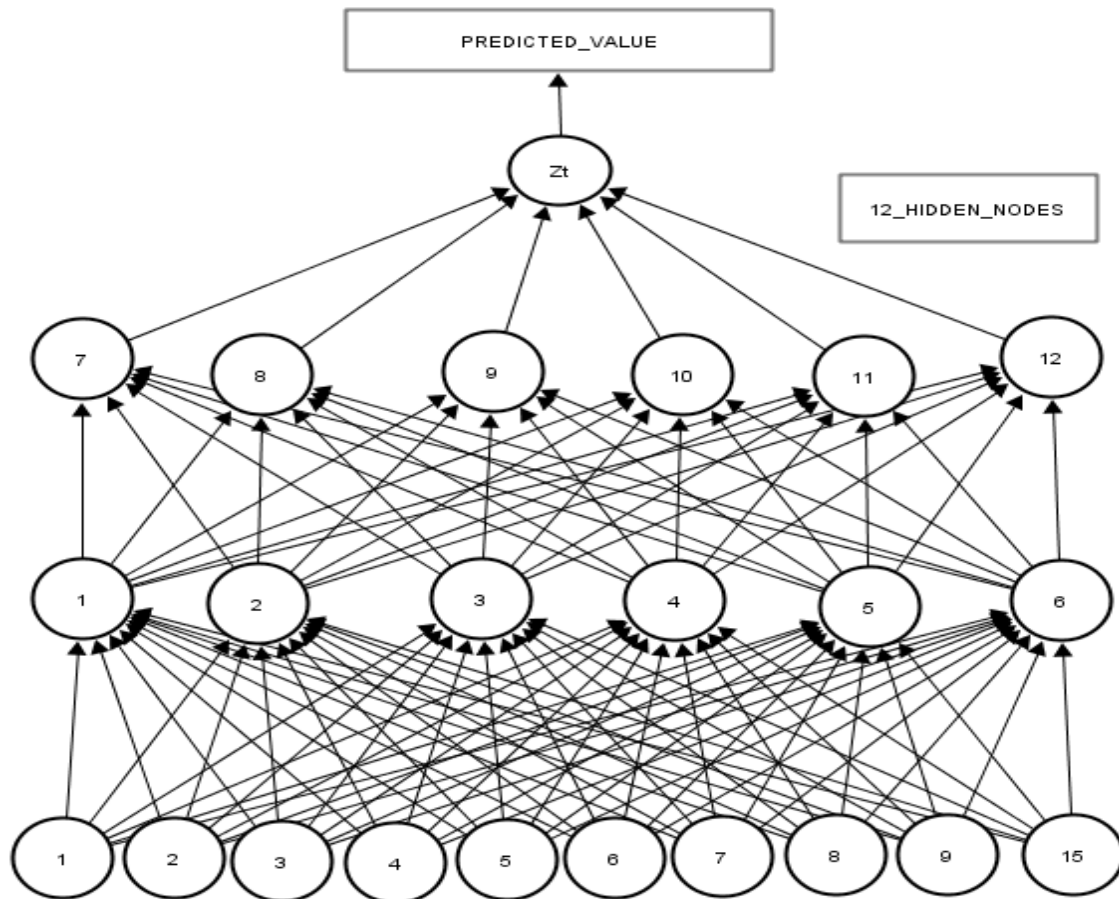 PREDICTED_VALUE
Zt
12_HIDDEN_NODES
7 8 9 10 11 12
1 2 3 4 5 6
1 2 3 4 5 6 7 8 9 15